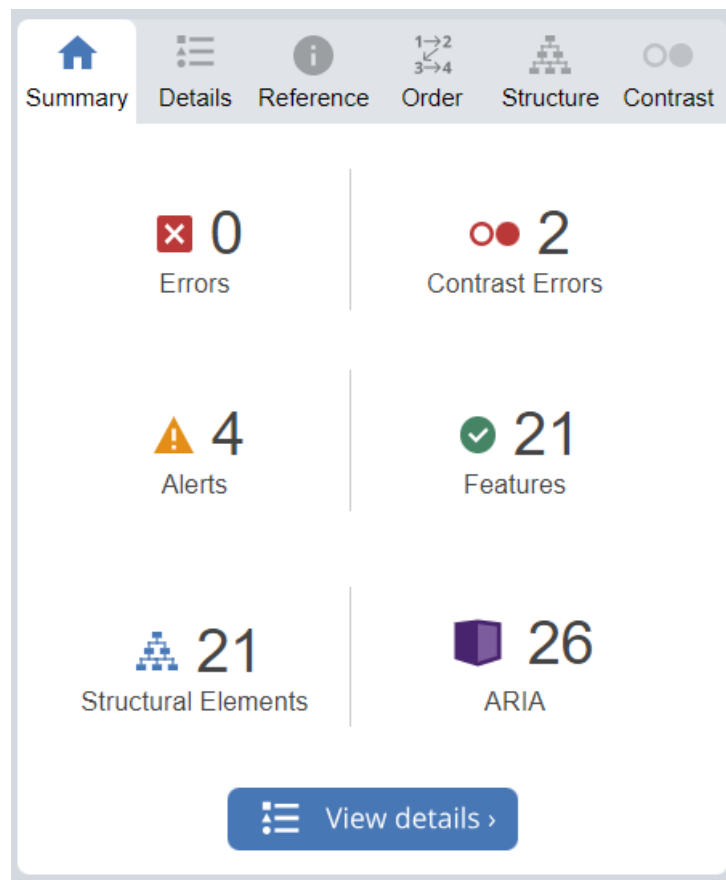 1→2
3→4
Summary Details Reference Order Structure Contrast
0 2
Errors Contrast Errors
4 21
Alerts Features
21 26
Structural Elements ARIA
View details ›